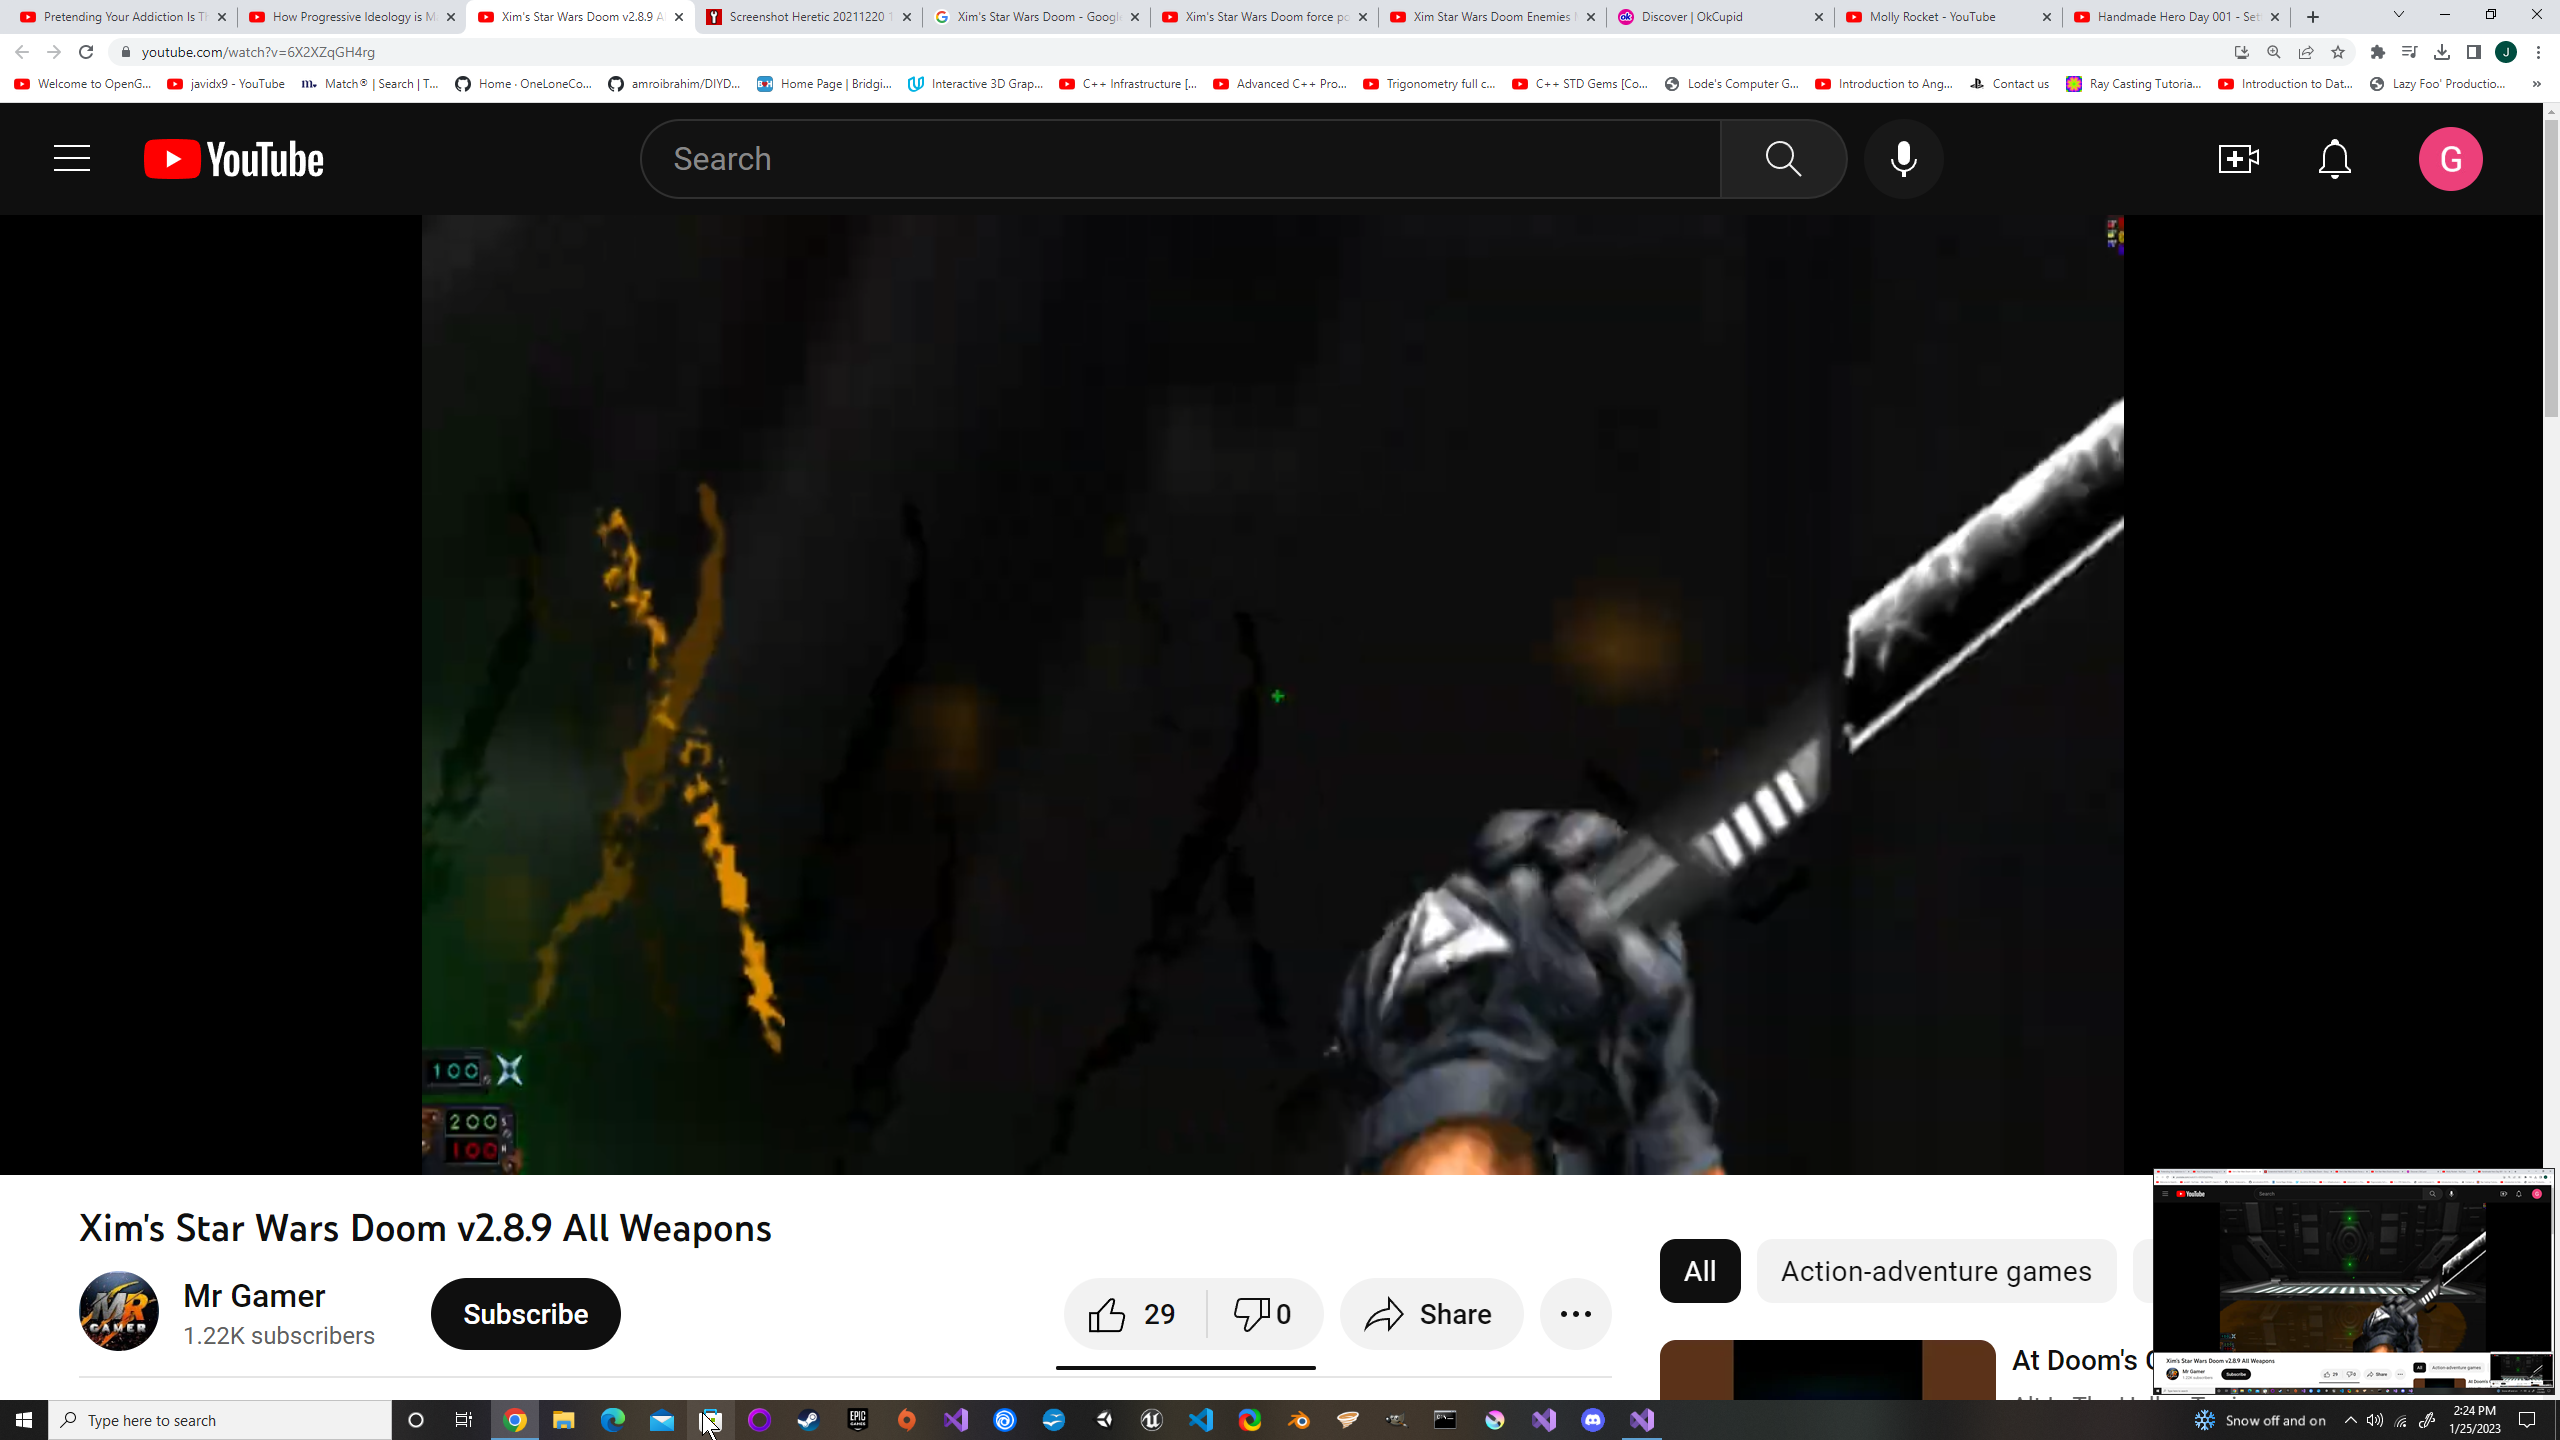 Pretending Your Addiction Is Th
How Progressive Ideology is M
Xim's Star Wars Doom v2.8.9 A
Screenshot Heretic 20211220 1
Xim's Star Wars Doom - Google
Xim's Star Wars Doom force po
Xim Star Wars Doom Enemies
Discover | OkCupid
Molly Rocket - YouTube
Handmade Hero Day 001 - Set
youtube.com/watch?v=6X2XZqGH4rg
J
Welcome to OpenG...
javidx9 - YouTube
Match® | Search | T...
Home · OneLoneCo...
amroibrahim/DIYD...
Home Page | Bridgi...
Interactive 3D Grap...
C++ Infrastructure [...
Advanced C++ Pro...
Trigonometry full c...
C++ STD Gems [Co...
Lode's Computer G...
Introduction to Ang...
Contact us
Ray Casting Tutoria...
Introduction to Dat...
Lazy Foo' Productio...
YouTube
Search
G
100
200
100
Xim's Star Wars Doom v2.8.9 All Weapons
Mr Gamer
1.22K subscribers
Subscribe
29
0
Share
All
Action-adventure games
At Doom's
Type here to search
Snow off and on
2:24 PM
1/25/2023